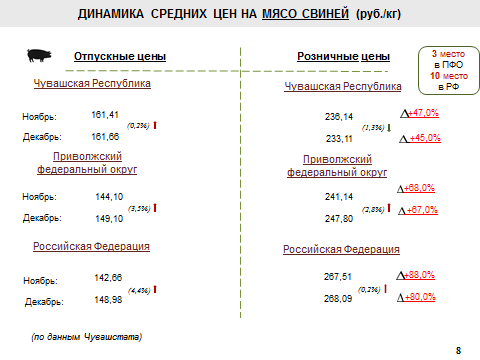 ДИНАМИКА СРЕДНИХ ЦЕН НА МЯСО СВИНЕЙ (руб./кг)
Отпускные цены
Чувашская Республика
Ноябрь: 161,41
(0,2%)
Декабрь: 161,66
Приволжский
федеральный округ
Ноябрь: 144,10
(3,5%)
Декабрь: 149,10
Российская Федерация
Ноябрь: 142,66
(4,4%)
Декабрь: 148,98
Розничные цены
3 место
в ПФО
10 место
в РФ
Чувашская Республика
236,14 Δ+47,0%
(1,3%)
233,11 Δ+45,0%
Приволжский
федеральный округ
241,14 Δ+68,0%
(2,8%)
247,80 Δ+67,0%
Российская Федерация
267,51 Δ+88,0%
(0,2%)
268,09 Δ+80,0%
(по данным Чувашстата)
8